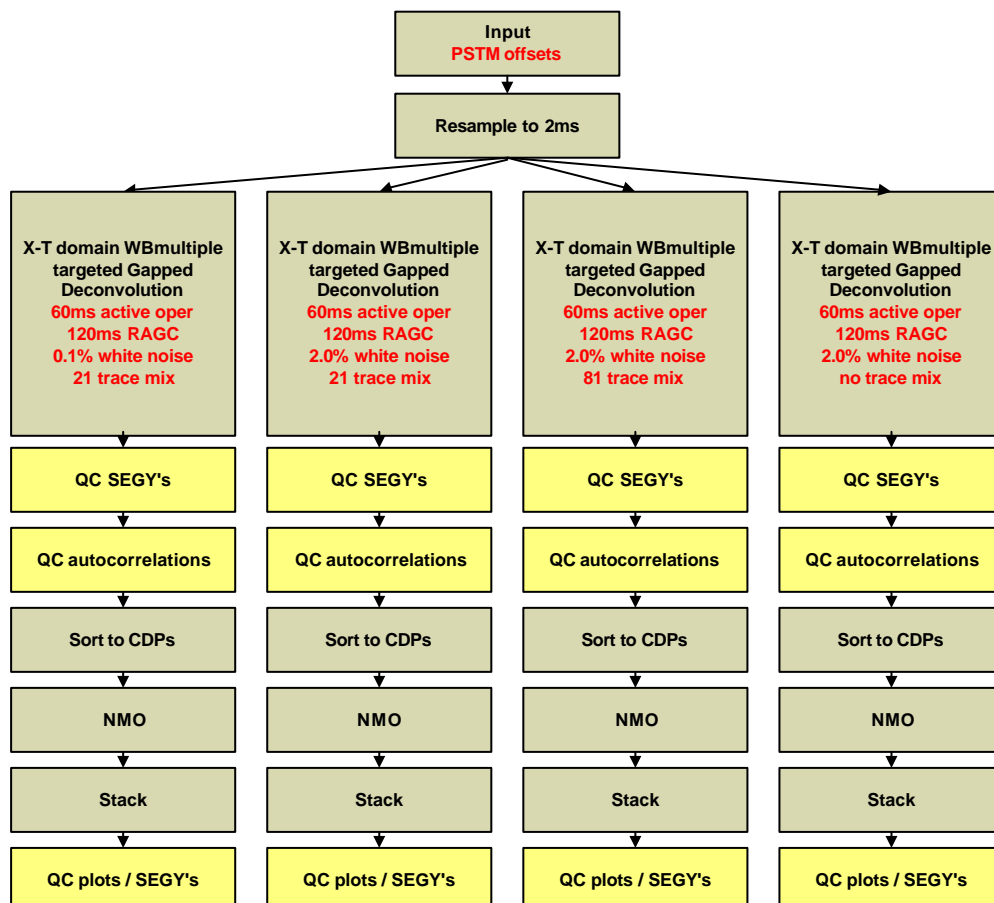 Input
PSTM offsets
Resample to 2ms
X-T domain WBmultiple
targeted Gapped
Deconvolution
60ms active oper
120ms RAGC
0.1% white noise
21 trace mix
X-T domain WBmultiple
targeted Gapped
Deconvolution
60ms active oper
120ms RAGC
2.0% white noise
21 trace mix
X-T domain WBmultiple
targeted Gapped
Deconvolution
60ms active oper
120ms RAGC
2.0% white noise
81 trace mix
X-T domain WBmultiple
targeted Gapped
Deconvolution
60ms active oper
120ms RAGC
2.0% white noise
no trace mix
QC SEGY's
QC SEGY's
QC SEGY's
QC SEGY's
QC autocorrelations
QC autocorrelations
QC autocorrelations
QC autocorrelations
Sort to CDPs
Sort to CDPs
Sort to CDPs
Sort to CDPs
NMO
NMO
NMO
NMO
Stack
Stack
Stack
Stack
QC plots / SEGY's
QC plots / SEGY's
QC plots / SEGY's
QC plots / SEGY's